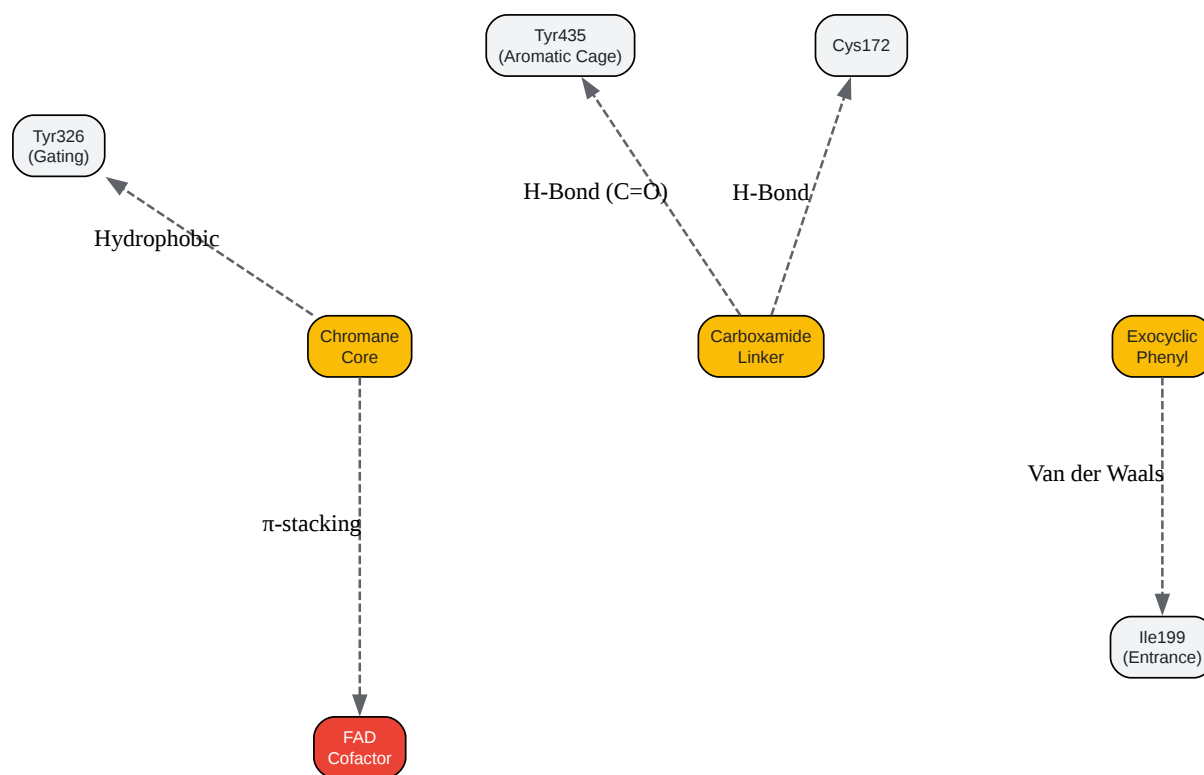 Tyr435
(Aromatic Cage)
Cys172
Tyr326
(Gating)
H-Bond (C=O)
H-Bond
Hydrophobic
Chromane
Core
Carboxamide
Linker
Exocyclic
Phenyl
Van der Waals
π-stacking
Ile199
(Entrance)
FAD
Cofactor